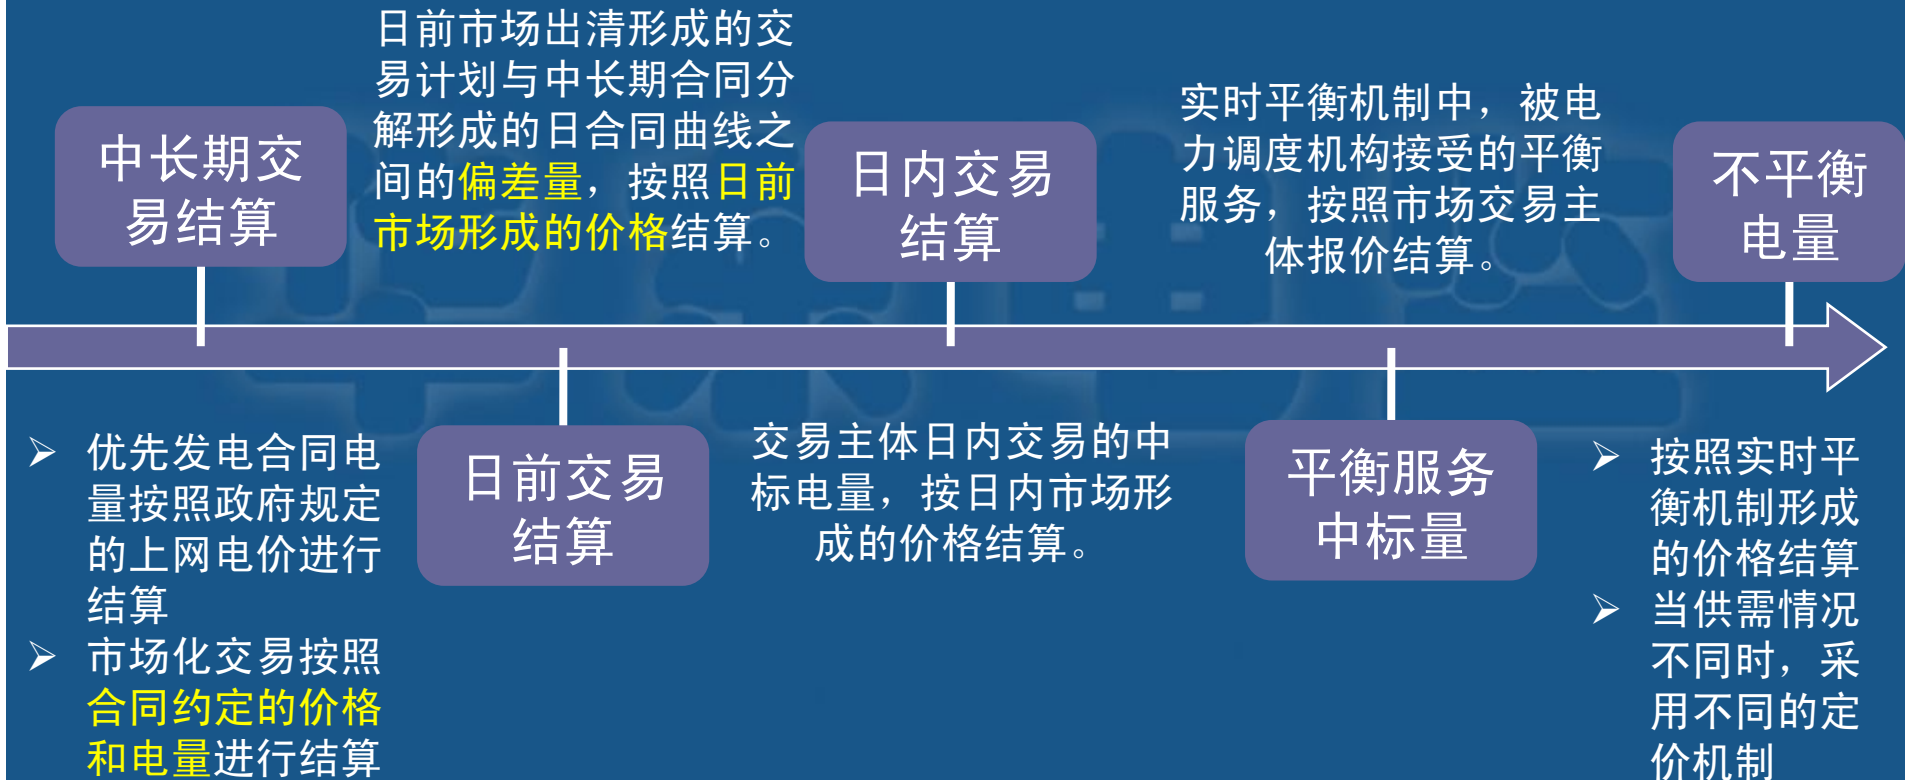 中长期交
易结算
➢ 优先发电合同电
量按照政府规定
的上网电价进行
结算
➢ 市场化交易按照
合同约定的价格
和电量进行结算
日前市场出清形成的交
易计划与中长期合同分
解形成的日合同曲线之
间的偏差量，按照日前
市场形成的价格结算。
日前交易
结算
日内交易
结算
交易主体日内交易的中
标电量，按日内市场形
成的价格结算。
实时平衡机制中，被电
力调度机构接受的平衡
服务，按照市场交易主
体报价结算。
平衡服务
中标量
不平衡
电量
➢ 按照实时平
衡机制形成
的价格结算
➢ 当供需情况
不同时，采
用不同的定
价机制